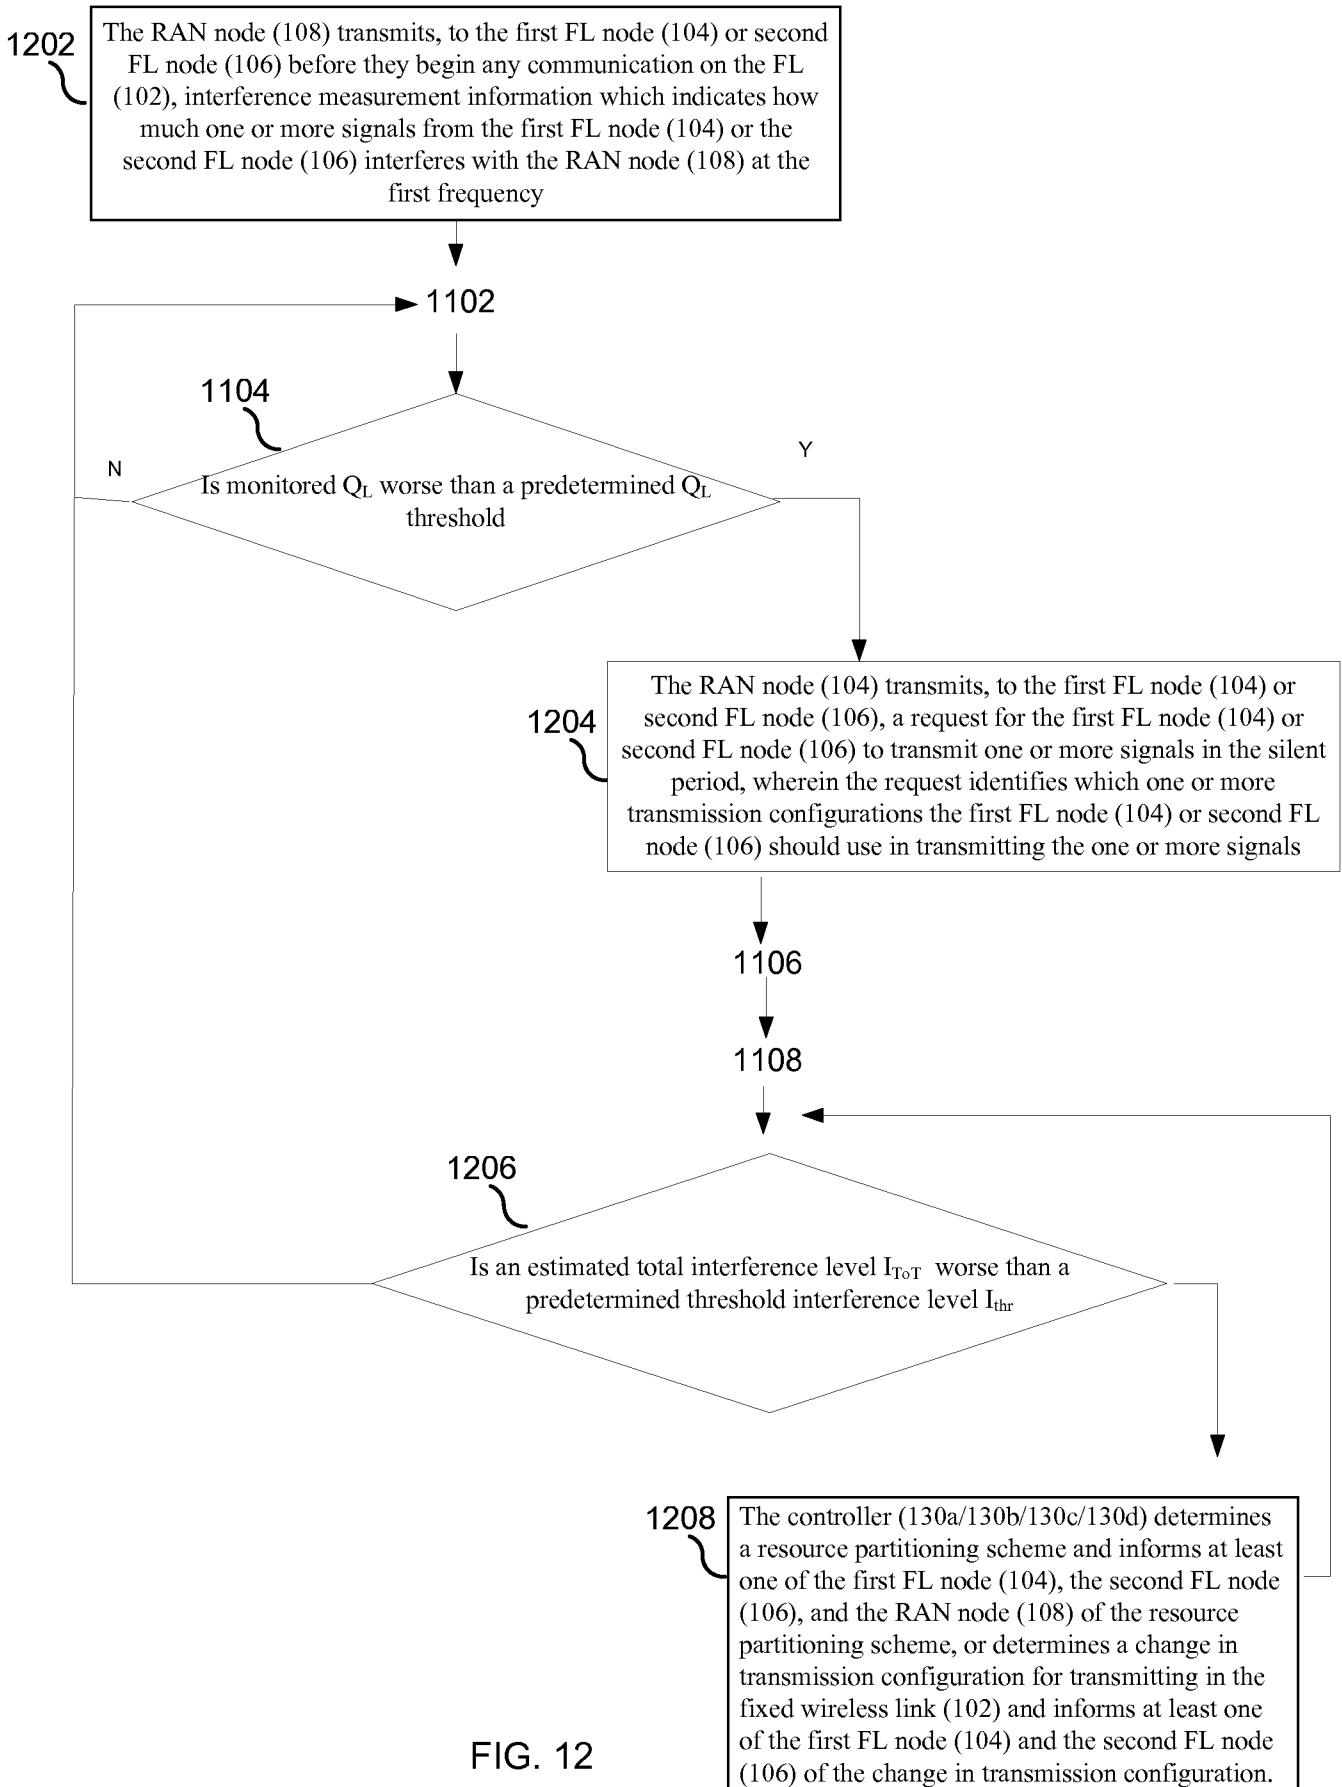 1202
The RAN node (108) transmits, to the first FL node (104) or second
FL node (106) before they begin any communication on the FL
(102), interference measurement information which indicates how
much one or more signals from the first FL node (104) or the
second FL node (106) interferes with the RAN node (108) at the
first frequency
1102
1104
N
Y
Is monitored QL worse than a predetermined QL
threshold
1204
The RAN node (104) transmits, to the first FL node (104) or
second FL node (106), a request for the first FL node (104) or
second FL node (106) to transmit one or more signals in the silent
period, wherein the request identifies which one or more
transmission configurations the first FL node (104) or second FL
node (106) should use in transmitting the one or more signals
1106
1108
1206
Is an estimated total interference level IToT worse than a
predetermined threshold interference level Ithr
1208
The controller (130a/130b/130c/130d) determines
a resource partitioning scheme and informs at least
one of the first FL node (104), the second FL node
(106), and the RAN node (108) of the resource
partitioning scheme, or determines a change in
transmission configuration for transmitting in the
fixed wireless link (102) and informs at least one
of the first FL node (104) and the second FL node
(106) of the change in transmission configuration.
FIG. 12